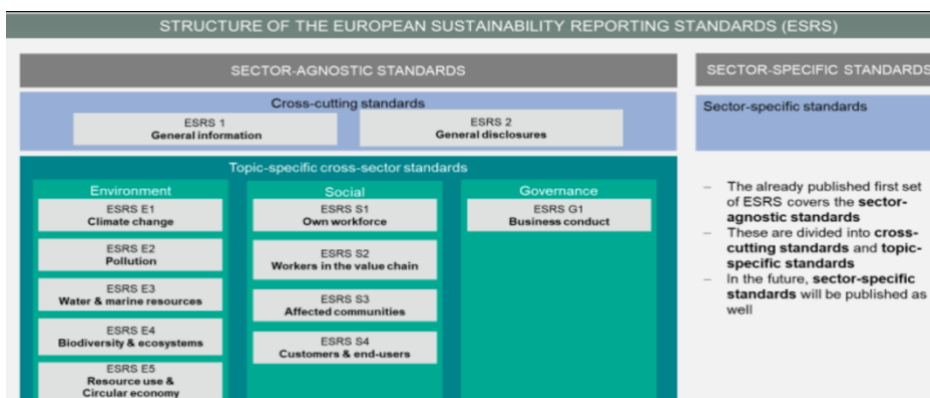 STRUCTURE OF THE EUROPEAN SUSTAINABILITY REPORTING STANDARDS (ESRS)
SECTOR-AGNOSTIC STANDARDS
Cross-cutting standards
ESRS 1
General information
ESRS 2
General disclosures
Topic-specific cross-sector standards
Environment
ESRS E1
Climate change
ESRS E2
Pollution
ESRS E3
Water & marine resources
ESRS E4
Biodiversity & ecosystems
ESRS E5
Resource use &
Circular economy
Social
ESRS S1
Own workforce
ESRS S2
Workers in the value chain
ESRS S3
Affected communities
ESRS S4
Customers & end-users
Governance
ESRS G1
Business conduct
SECTOR-SPECIFIC STANDARDS
Sector-specific standards
– The already published first set
of ESRS covers the sector-
agnostic standards
– These are divided into cross-
cutting standards and topic-
specific standards
– In the future, sector-specific
standards will be published as
well